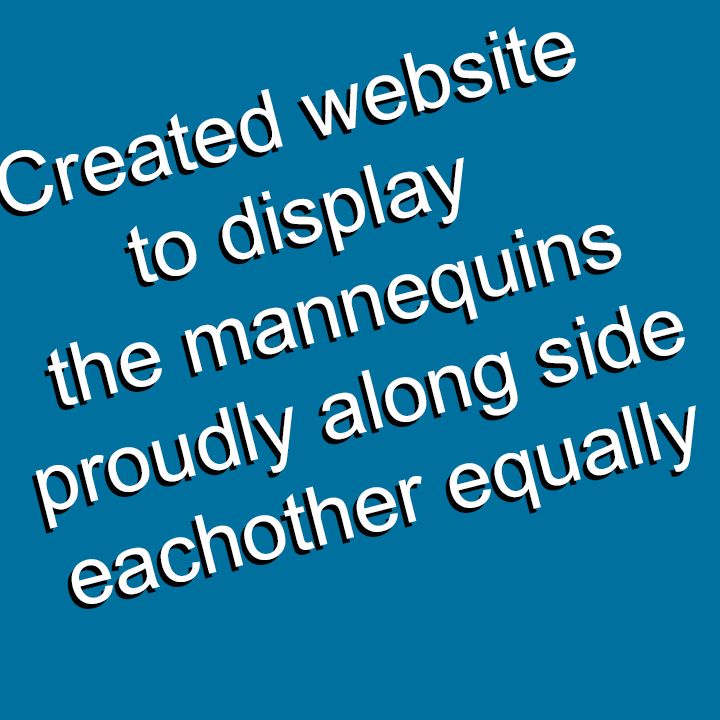 Created website
to display
the mannequins
proudly along side
eachother equally